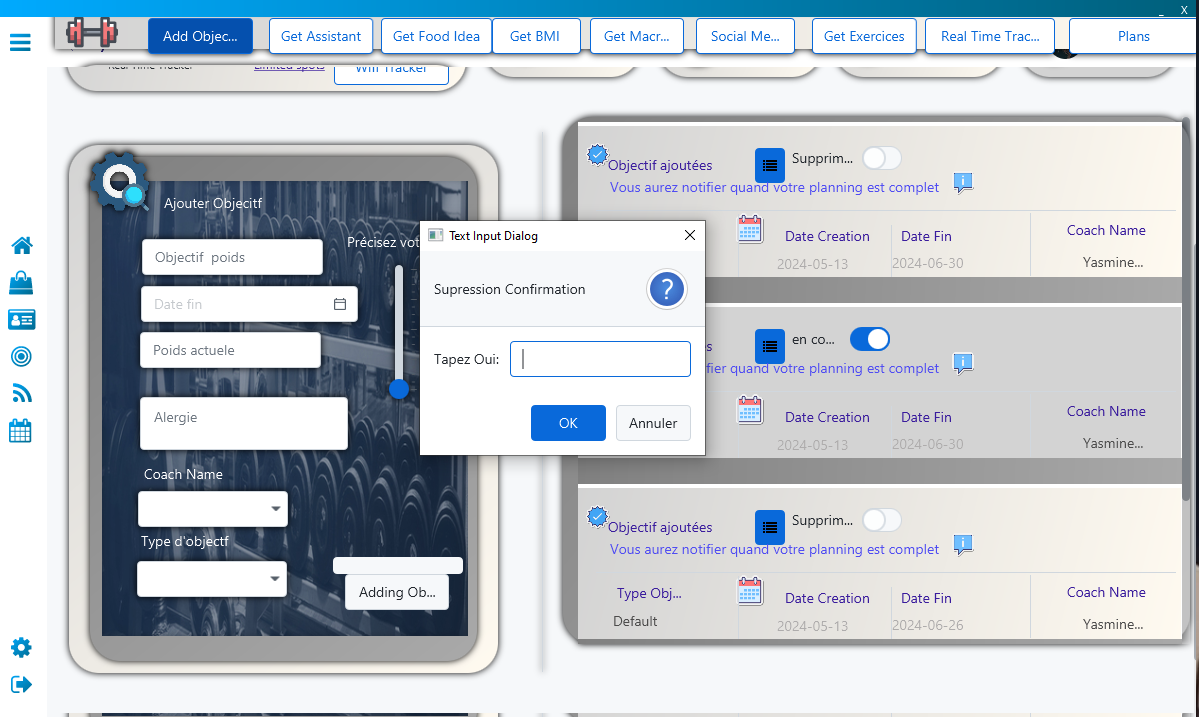 _ X
Add Objec...
Get Assistant
Get Food Idea
Get BMI
Get Macr...
Social Me...
Get Exercices
Real Time Trac...
Plans
Real Time Tracker
Limited spots
Will Tracker
Ajouter Objecitf
Objectif poids
Précisez vot
Date fin
Poids actuele
Alergie
Coach Name
Type d'objectf
Adding Ob...
Text Input Dialog
Supression Confirmation
?
Tapez Oui:
OK
Annuler
Objectif ajoutées
Supprim...
Vous aurez notifier quand votre planning est complet
Date Creation
Date Fin
Coach Name
2024-05-13
2024-06-30
Yasmine...
es
en co...
fier quand votre planning est complet
Date Creation
Date Fin
Coach Name
2024-05-13
2024-06-30
Yasmine...
Objectif ajoutées
Supprim...
Vous aurez notifier quand votre planning est complet
Type Obj...
Date Creation
Date Fin
Coach Name
Default
2024-05-13
2024-06-26
Yasmine...